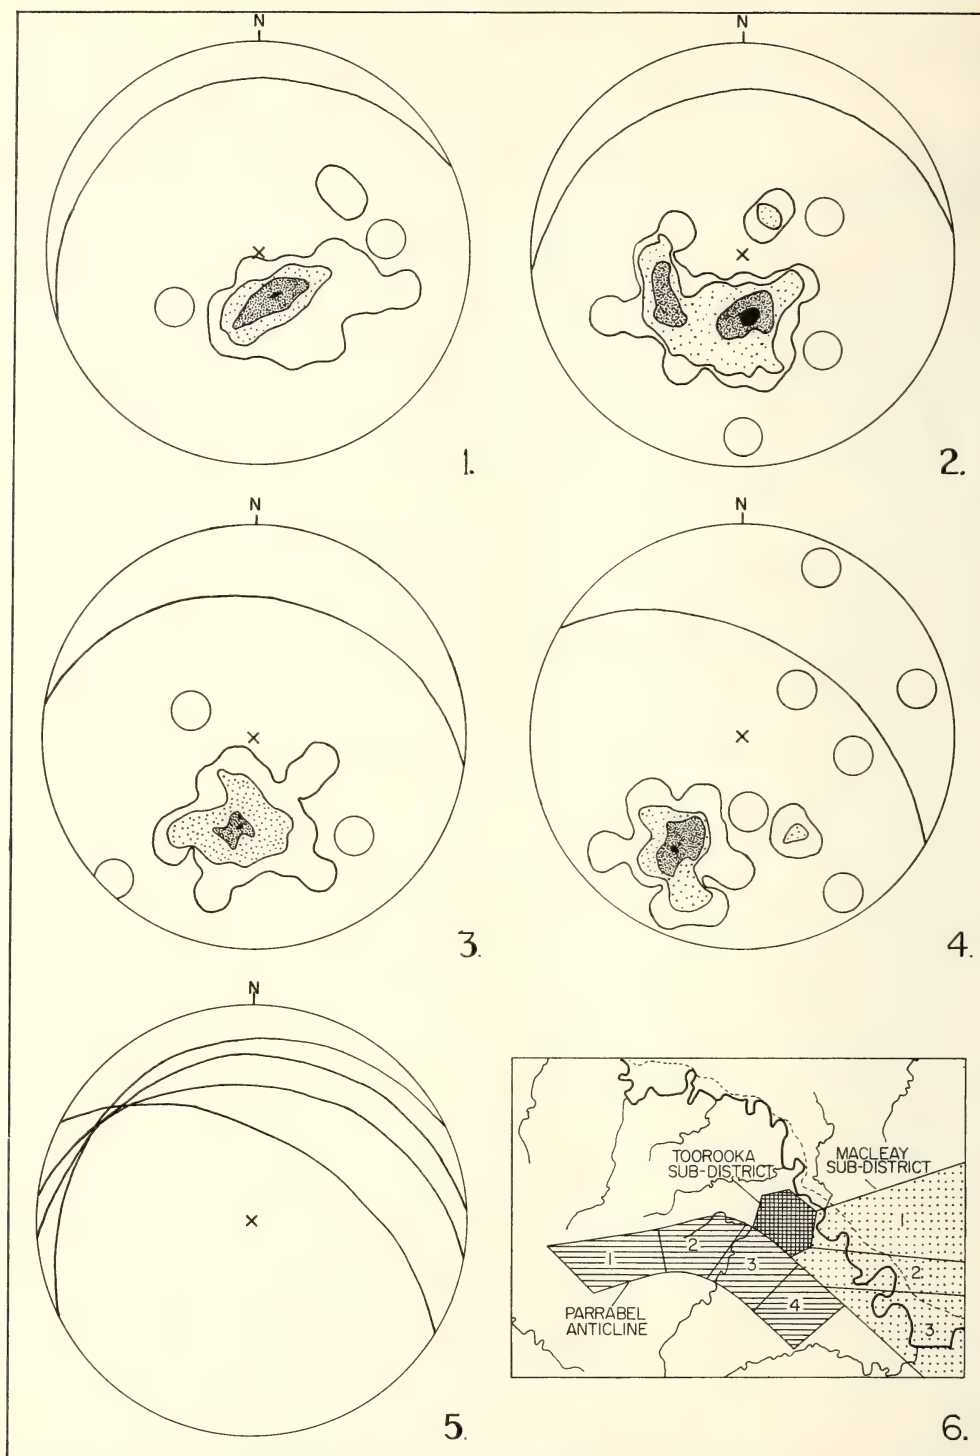 N
N
1.
2.
N
N
3.
4.
N
5.
TOOROOKA
SUB-DISTRICT
MACLEAY
SUB-DISTRICT
1
2
3
4
PARRABEL
ANTICLINE
1
2
3
6.